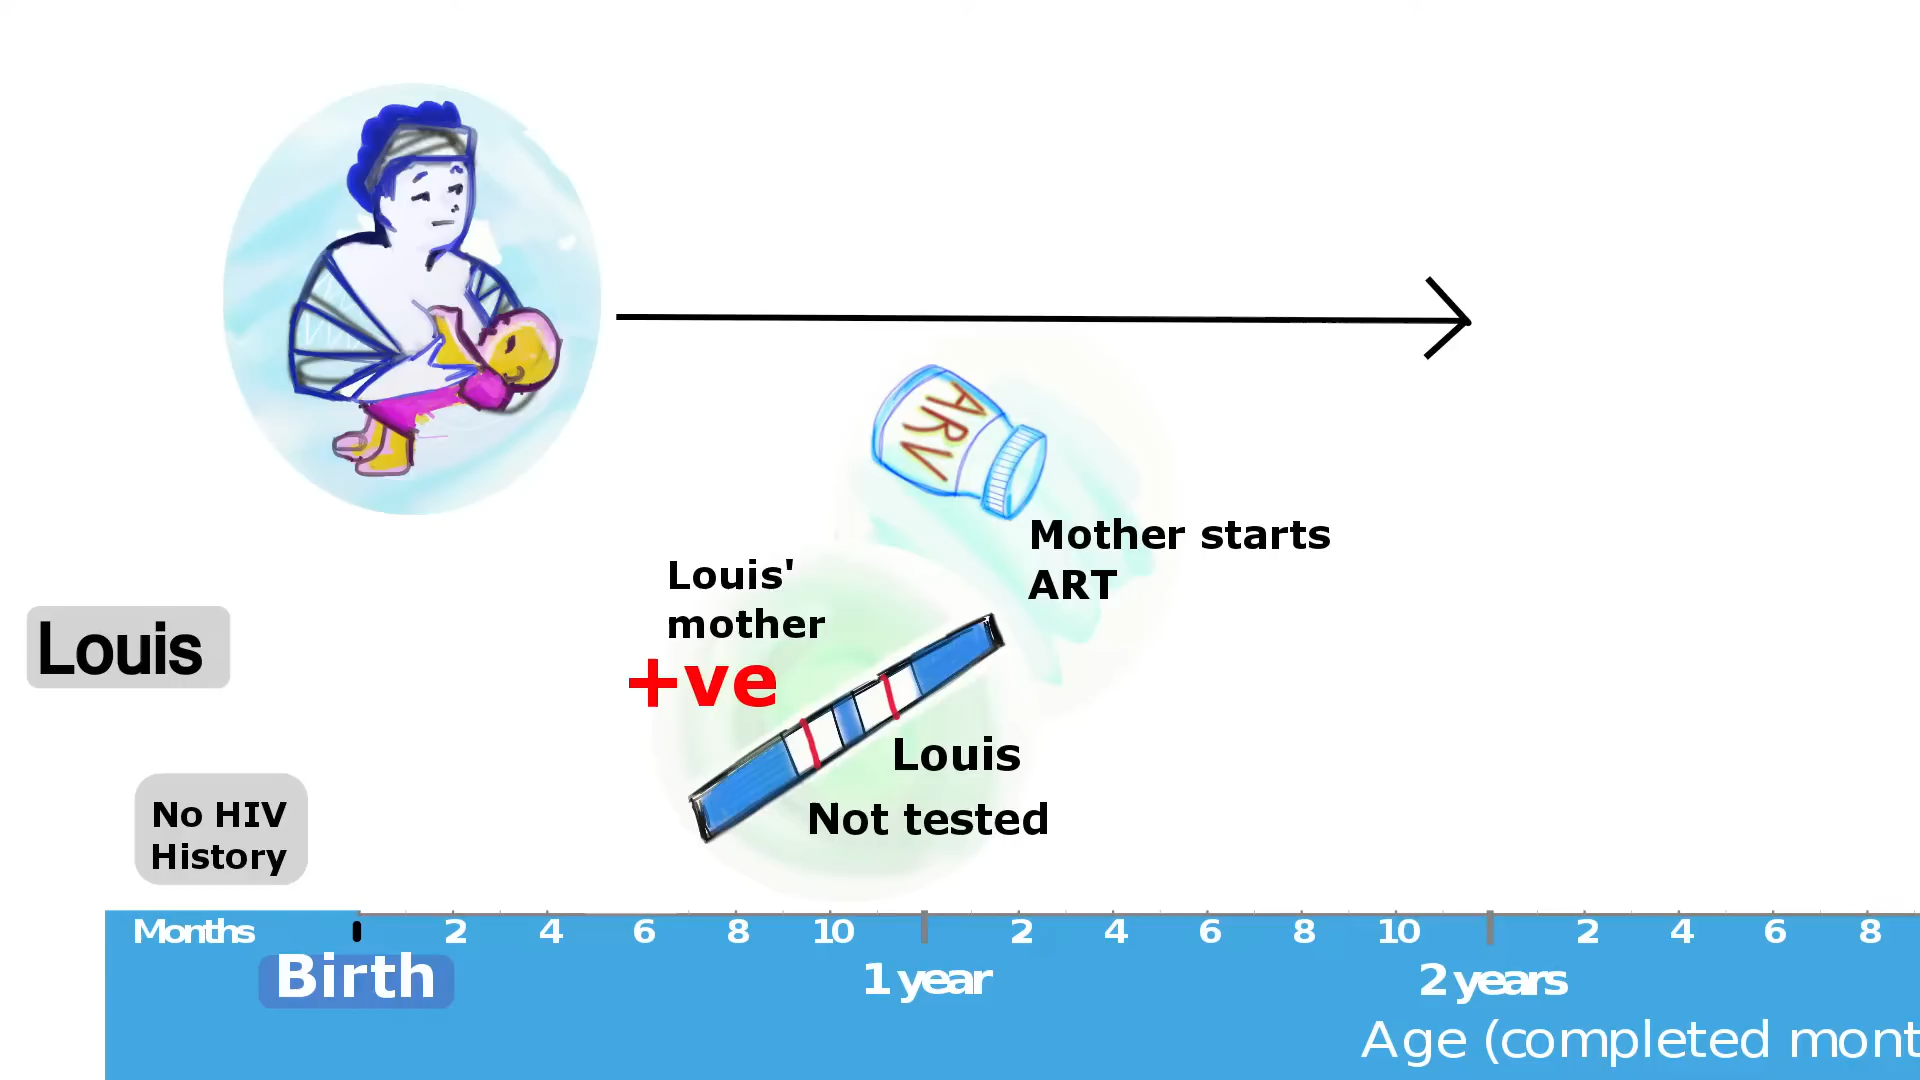 ARV
Mother starts
ART
Louis'
mother
+ve
Louis
Louis
Not tested
No HIV
History
Months 2 4 6 8 10 2 4 6 8 10 2 4 6 8
Birth 1 year 2 years
Age (completed mont